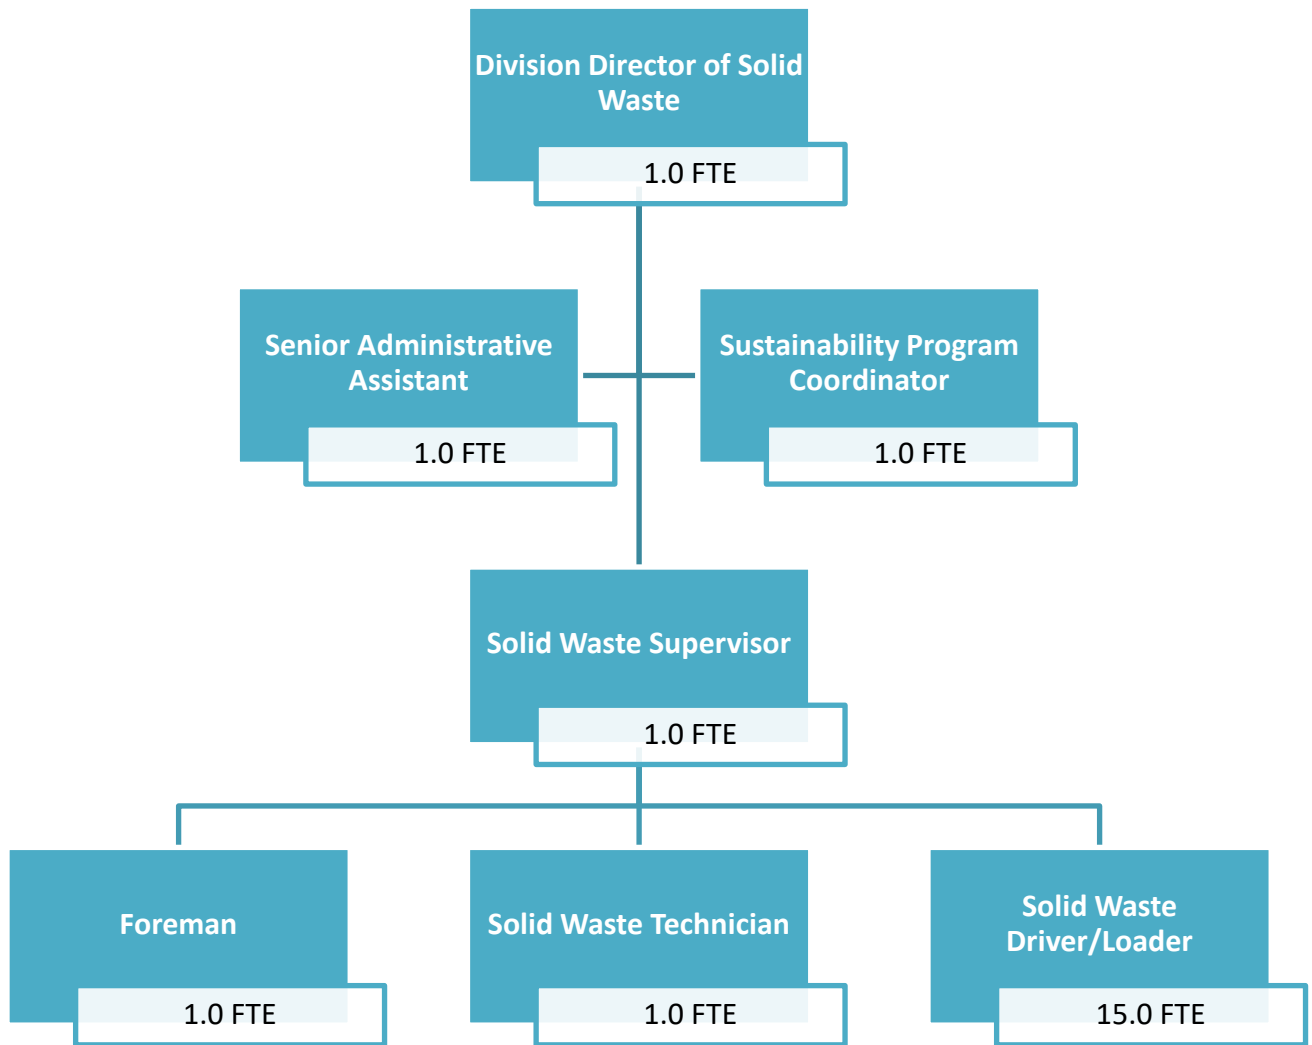 Division Director of Solid
Waste
1.0 FTE
Senior Administrative
Assistant
1.0 FTE
Sustainability Program
Coordinator
1.0 FTE
Solid Waste Supervisor
1.0 FTE
Foreman
1.0 FTE
Solid Waste Technician
1.0 FTE
Solid Waste
Driver/Loader
15.0 FTE